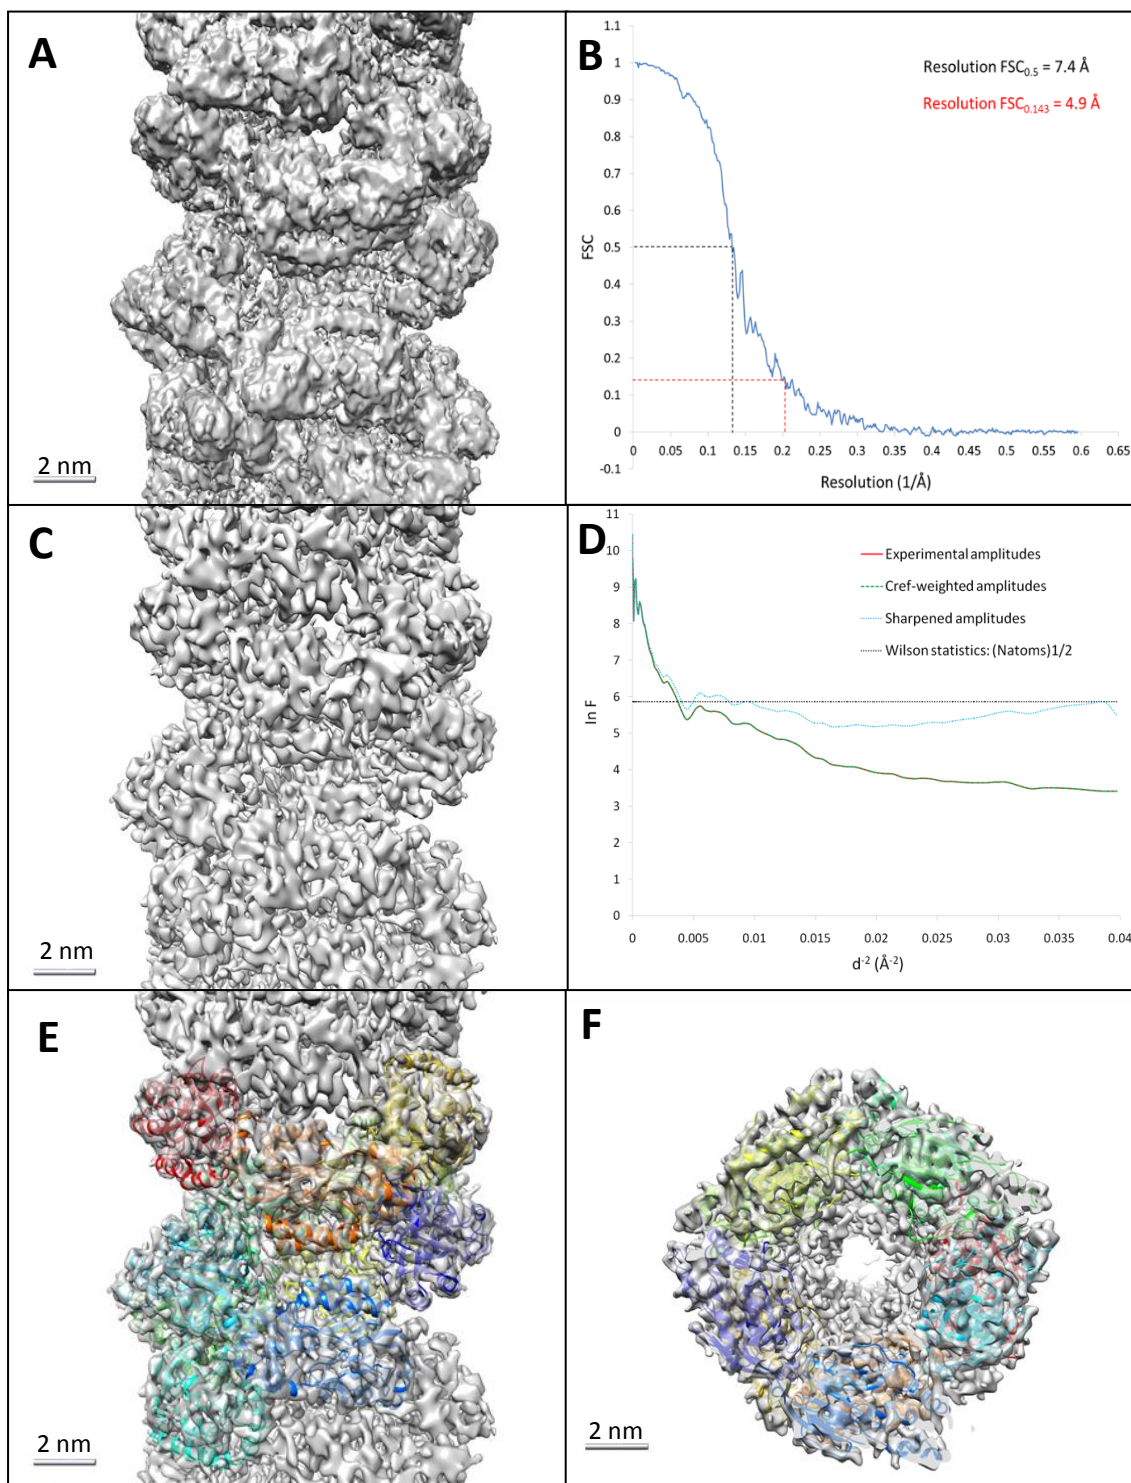 A
2 nm
B
Resolution FSC0.5 = 7.4 Å
Resolution FSC0.143 = 4.9 Å
1.1
1
0.9
0.8
0.7
0.6
0.5
0.4
0.3
0.2
0.1
0
-0.1
FSC
0 0.05 0.1 0.15 0.2 0.25 0.3 0.35 0.4 0.45 0.5 0.55 0.6 0.65
Resolution (1/Å)
C
2 nm
D
Experimental amplitudes
Cref-weighted amplitudes
Sharpened amplitudes
Wilson statistics: (Natoms)1/2
11
10
9
8
7
6
5
4
3
2
1
0
ln F
0 0.005 0.01 0.015 0.02 0.025 0.03 0.035 0.04
d-2 (Å-2)
E
2 nm
F
2 nm